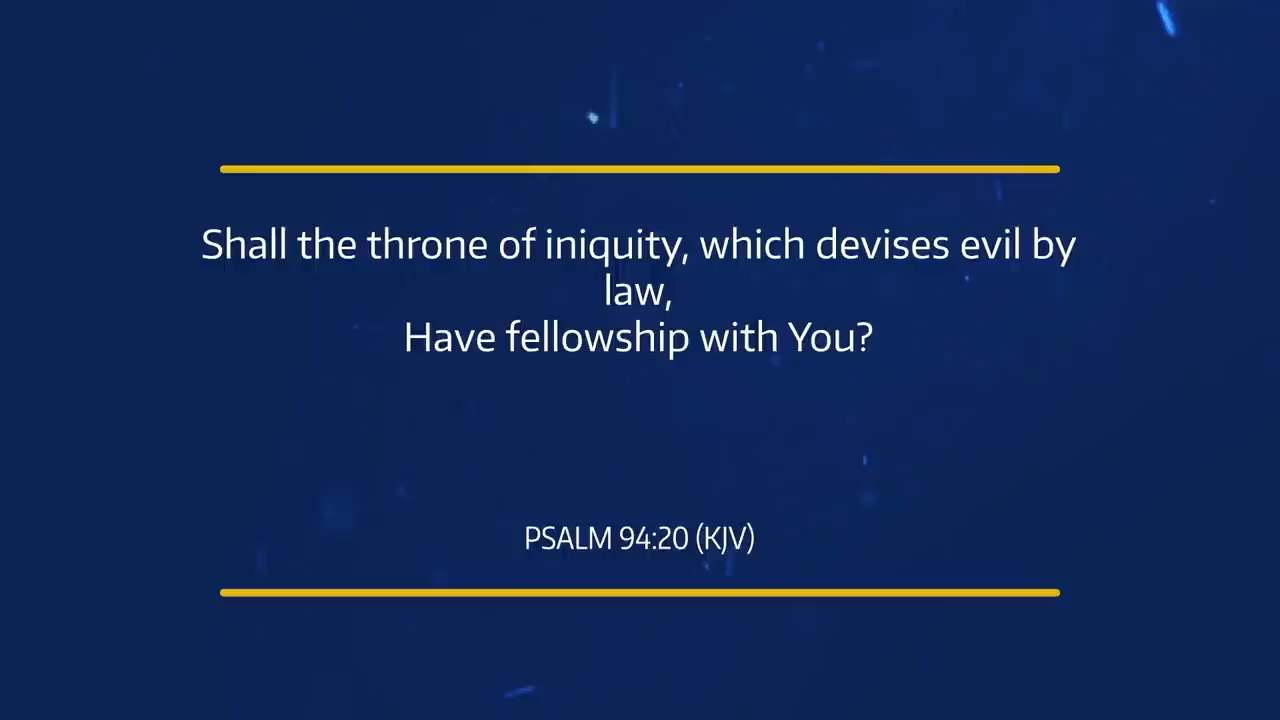 Shall the throne of iniquity, which devises evil by
law,
Have fellowship with You?
PSALM 94:20 (KJV)